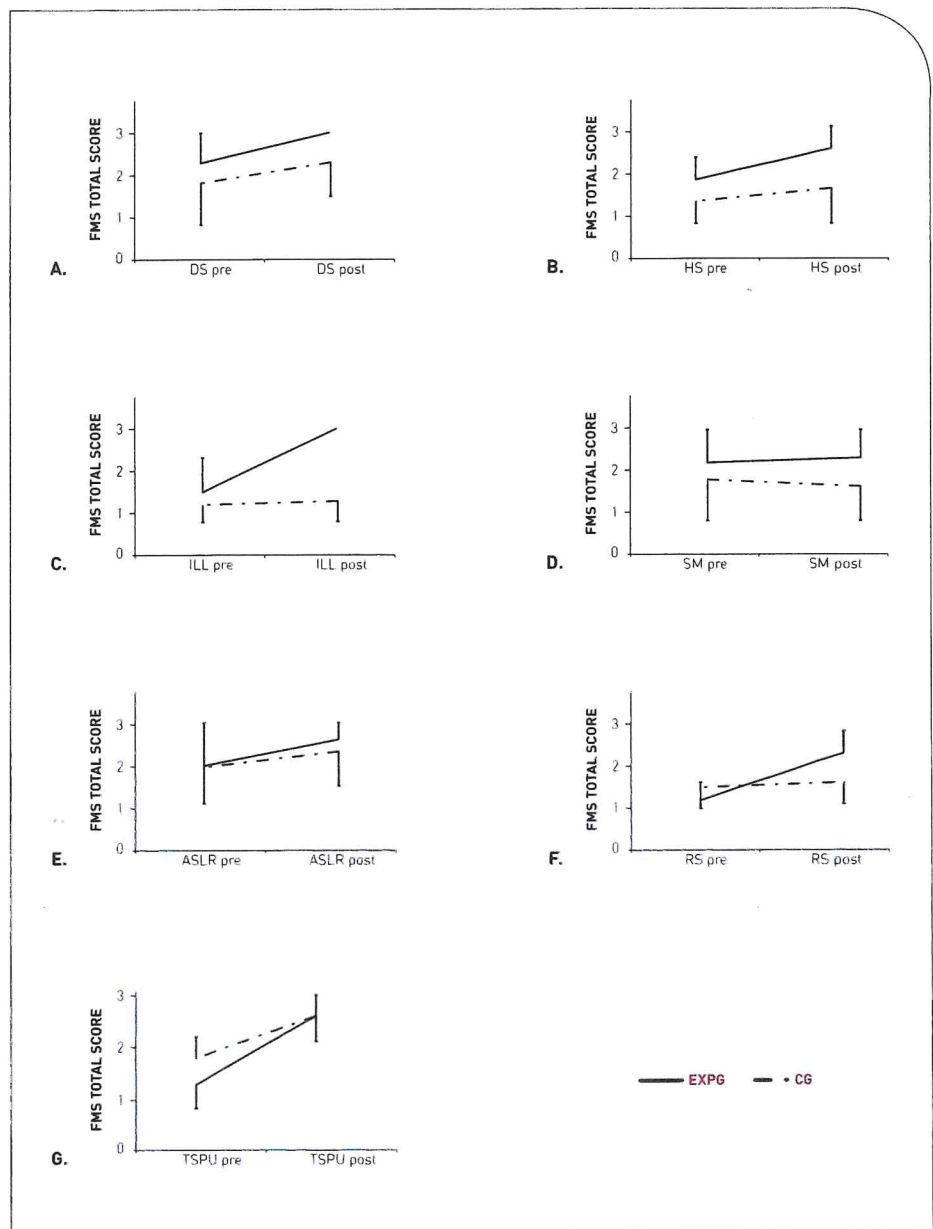 FMS TOTAL SCORE
3
2
1
0
DS pre DS post
A.
FMS TOTAL SCORE
3
2
1
0
HS pre HS post
B.
FMS TOTAL SCORE
3
2
1
0
ILL pre ILL post
C.
FMS TOTAL SCORE
3
2
1
0
SM pre SM post
D.
FMS TOTAL SCORE
3
2
1
0
ASLR pre ASLR post
E.
FMS TOTAL SCORE
3
2
1
0
RS pre RS post
F.
FMS TOTAL SCORE
3
2
1
0
TSPU pre TSPU post
G.
EXPG CG